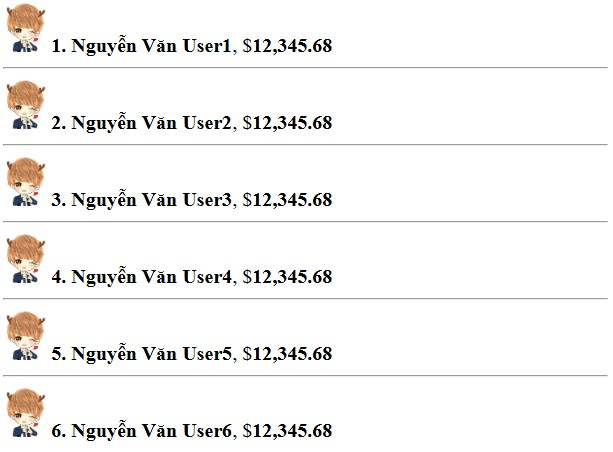 1. Nguyễn Văn User1, $12,345.68
2. Nguyễn Văn User2, $12,345.68
3. Nguyễn Văn User3, $12,345.68
4. Nguyễn Văn User4, $12,345.68
5. Nguyễn Văn User5, $12,345.68
6. Nguyễn Văn User6, $12,345.68